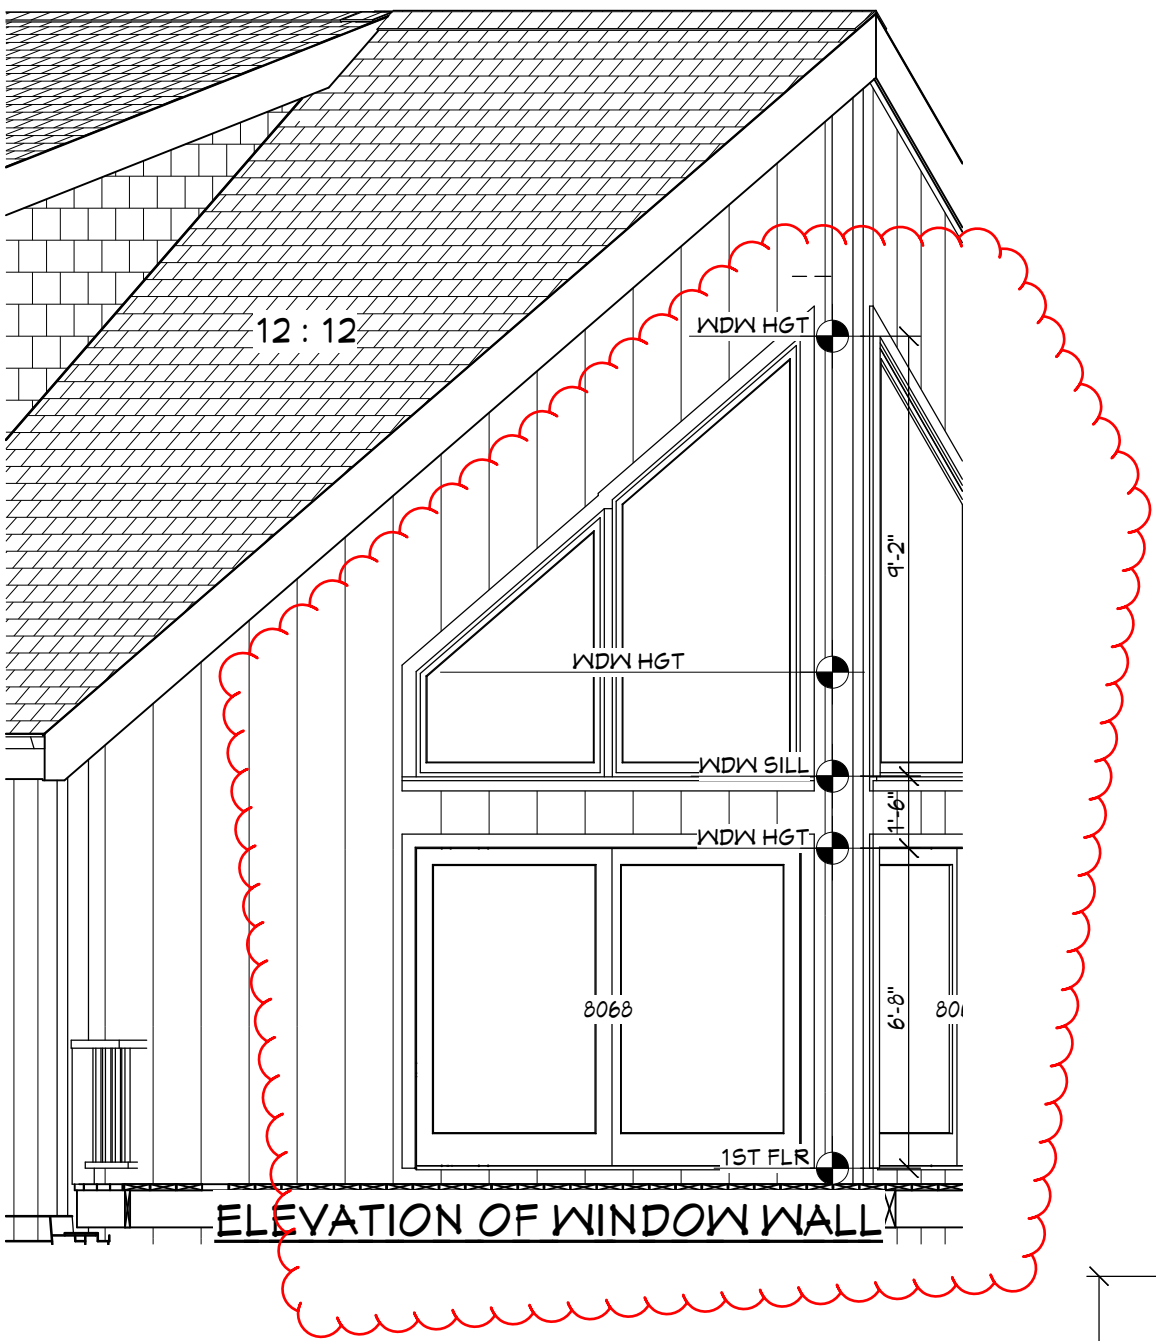 12 : 12
WDW HGT
9'-2"
WDW HGT
WDW SILL
1'-6"
WDW HGT
8068
6'-8"
1ST FLR
ELEVATION OF WINDOW WALL